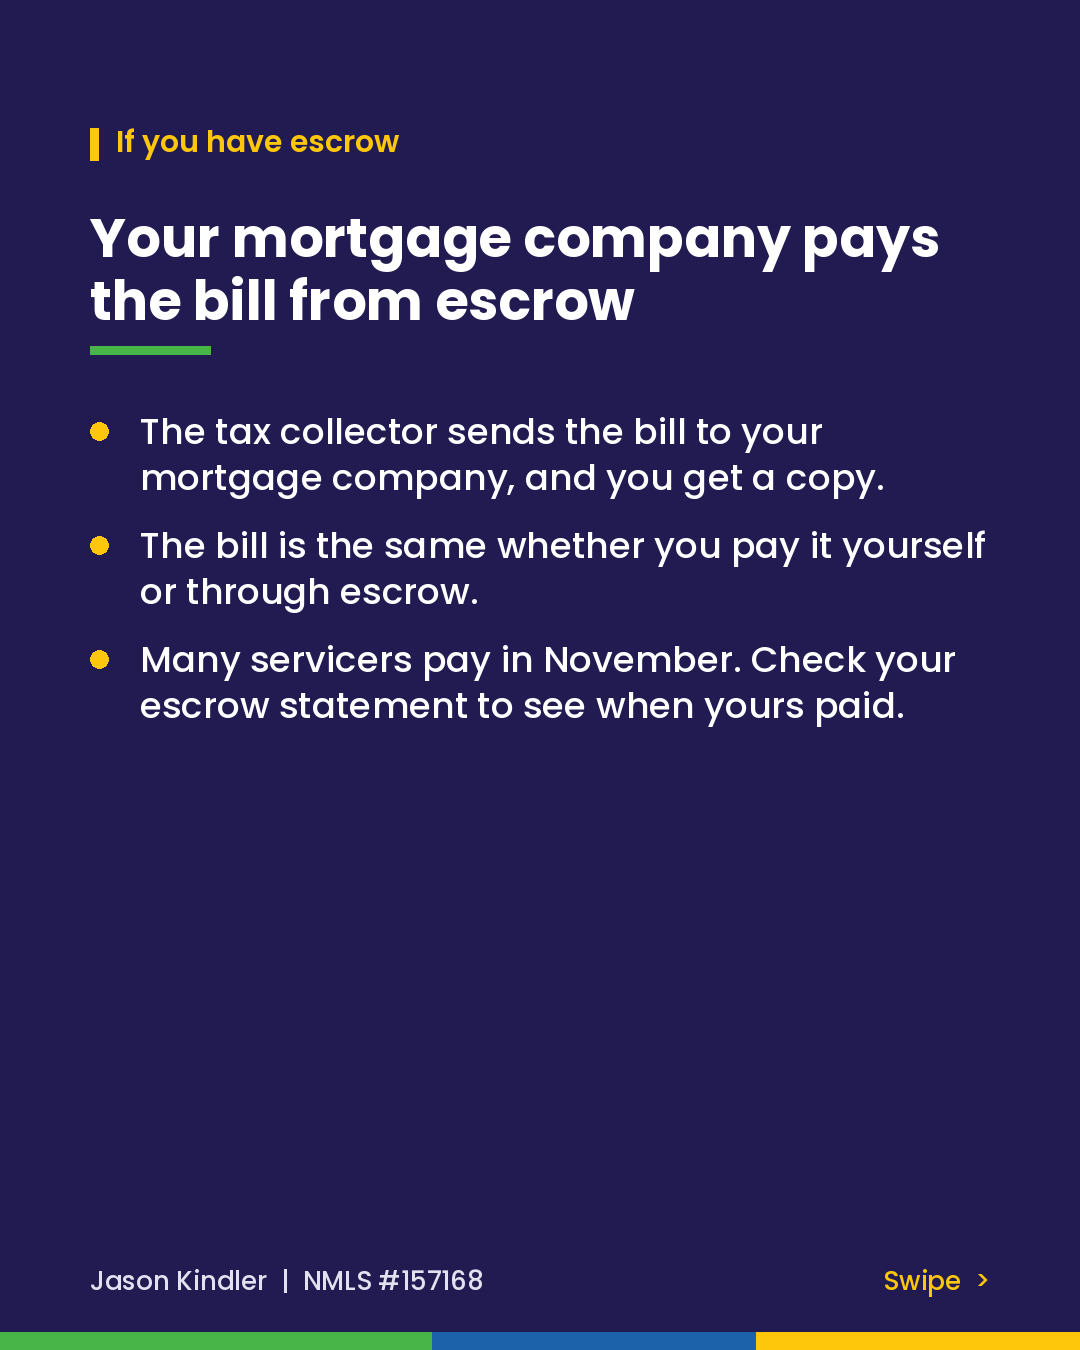 If you have escrow
Your mortgage company pays
the bill from escrow
The tax collector sends the bill to your
mortgage company, and you get a copy.
The bill is the same whether you pay it yourself
or through escrow.
Many servicers pay in November. Check your
escrow statement to see when yours paid.
Jason Kindler | NMLS #157168
Swipe >